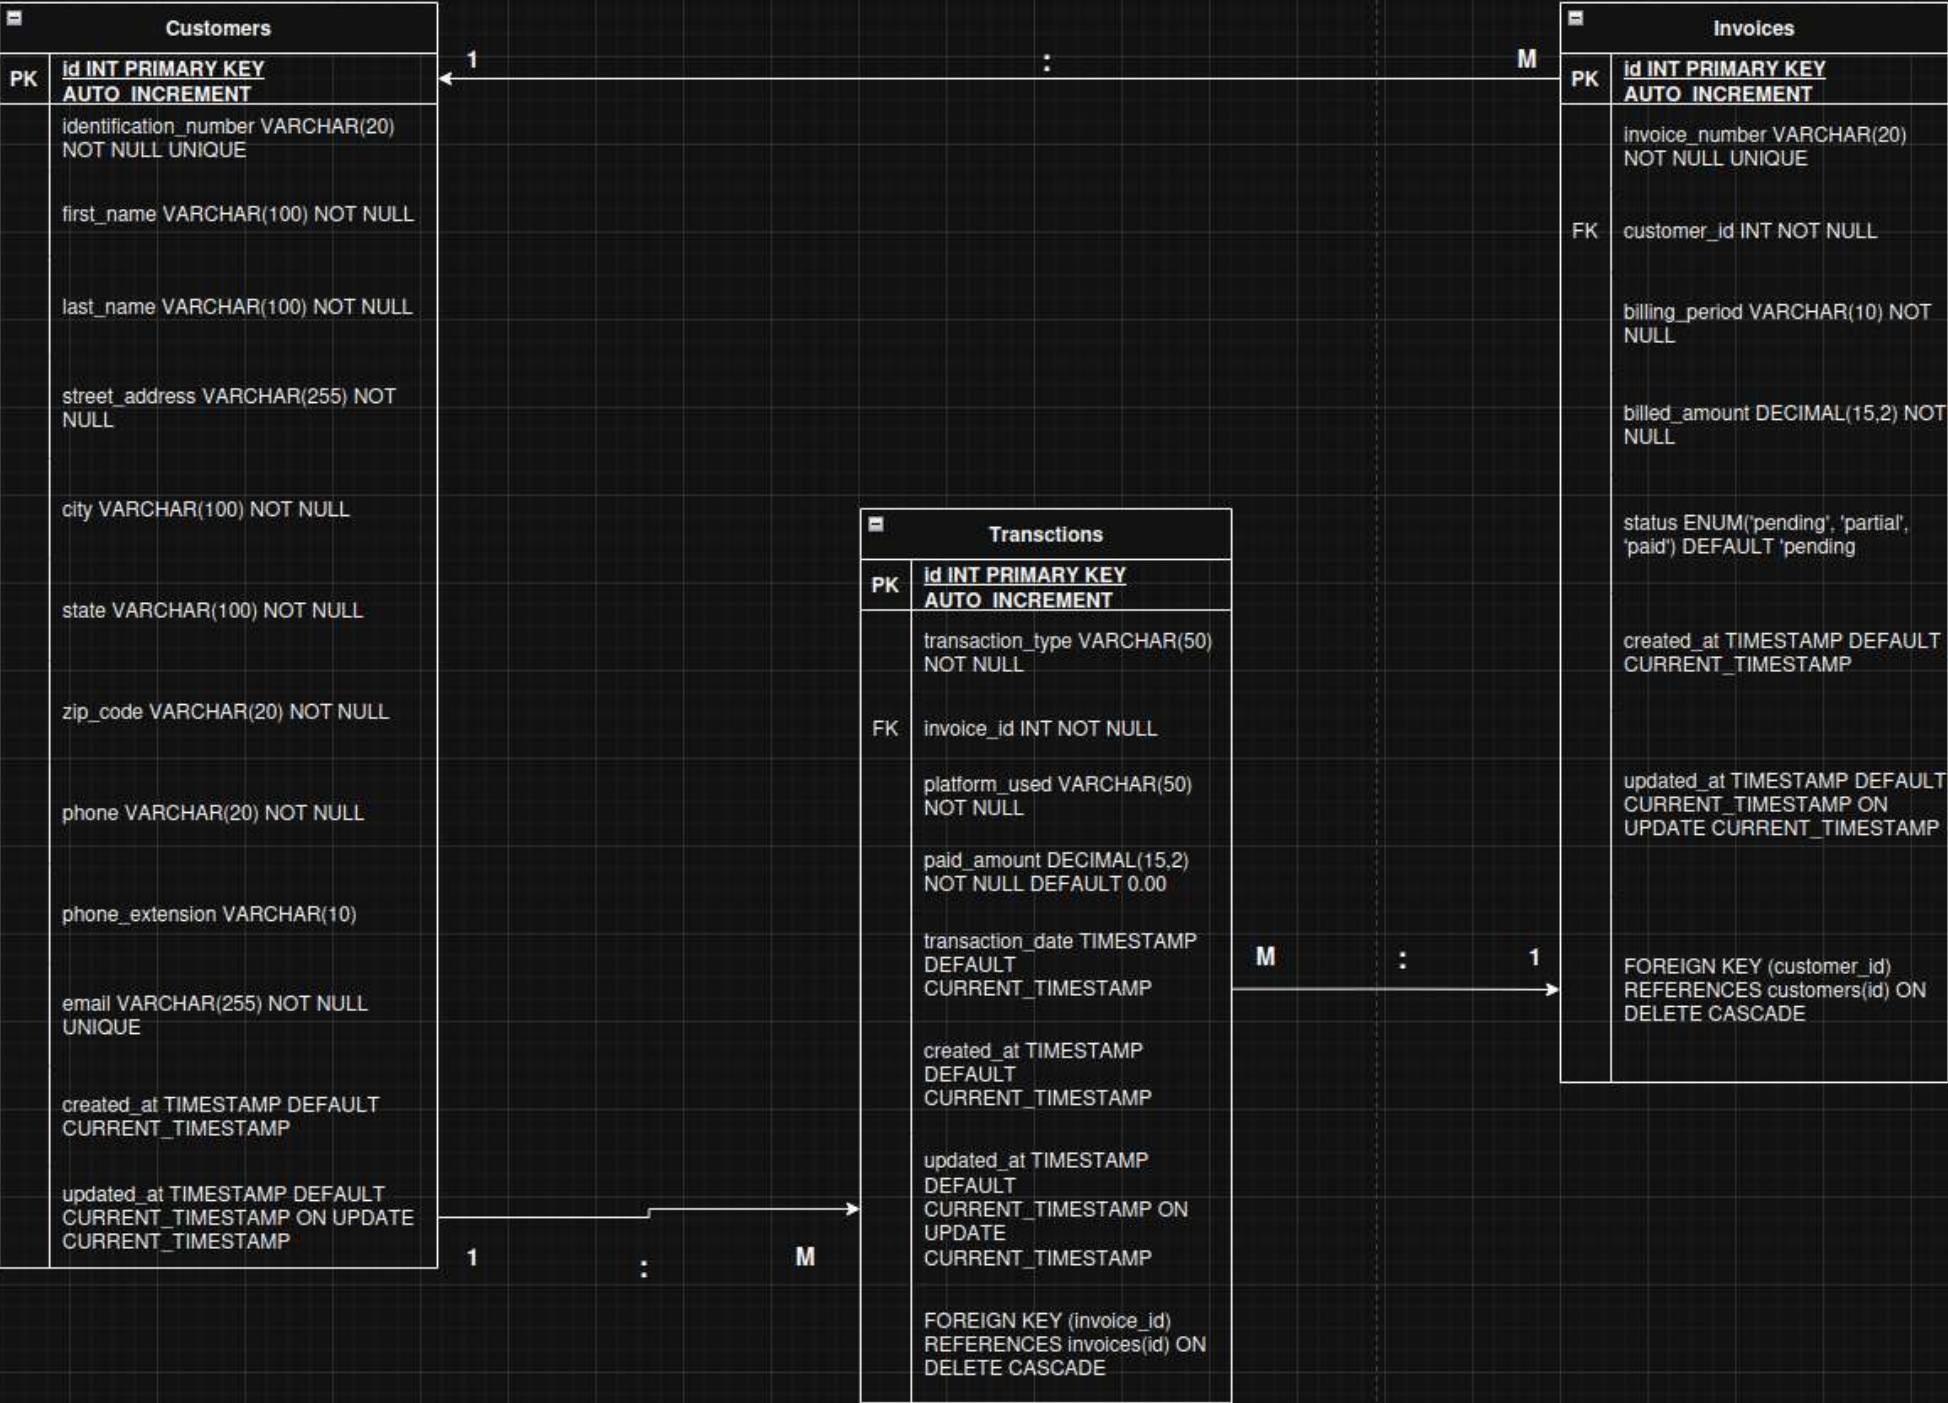 Customers
PK
id INT PRIMARY KEY
AUTO_INCREMENT
identification_number VARCHAR(20)
NOT NULL UNIQUE
first_name VARCHAR(100) NOT NULL
last_name VARCHAR(100) NOT NULL
street_address VARCHAR(255) NOT
NULL
city VARCHAR(100) NOT NULL
state VARCHAR(100) NOT NULL
zip_code VARCHAR(20) NOT NULL
phone VARCHAR(20) NOT NULL
phone_extension VARCHAR(10)
email VARCHAR(255) NOT NULL
UNIQUE
created_at TIMESTAMP DEFAULT
CURRENT_TIMESTAMP
updated_at TIMESTAMP DEFAULT
CURRENT_TIMESTAMP ON UPDATE
CURRENT_TIMESTAMP
1 : M
1 : M
Transctions
PK
id INT PRIMARY KEY
AUTO_INCREMENT
transaction_type VARCHAR(50)
NOT NULL
FK
invoice_id INT NOT NULL
platform_used VARCHAR(50)
NOT NULL
paid_amount DECIMAL(15,2)
NOT NULL DEFAULT 0.00
transaction_date TIMESTAMP
DEFAULT
CURRENT_TIMESTAMP
created_at TIMESTAMP
DEFAULT
CURRENT_TIMESTAMP
updated_at TIMESTAMP
DEFAULT
CURRENT_TIMESTAMP ON
UPDATE
CURRENT_TIMESTAMP
FOREIGN KEY (invoice_id)
REFERENCES invoices(id) ON
DELETE CASCADE
M : 1
Invoices
PK
id INT PRIMARY KEY
AUTO_INCREMENT
invoice_number VARCHAR(20)
NOT NULL UNIQUE
FK
customer_id INT NOT NULL
billing_period VARCHAR(10) NOT
NULL
billed_amount DECIMAL(15,2) NOT
NULL
status ENUM('pending', 'partial',
'paid') DEFAULT 'pending
created_at TIMESTAMP DEFAULT
CURRENT_TIMESTAMP
updated_at TIMESTAMP DEFAULT
CURRENT_TIMESTAMP ON
UPDATE CURRENT_TIMESTAMP
FOREIGN KEY (customer_id)
REFERENCES customers(id) ON
DELETE CASCADE